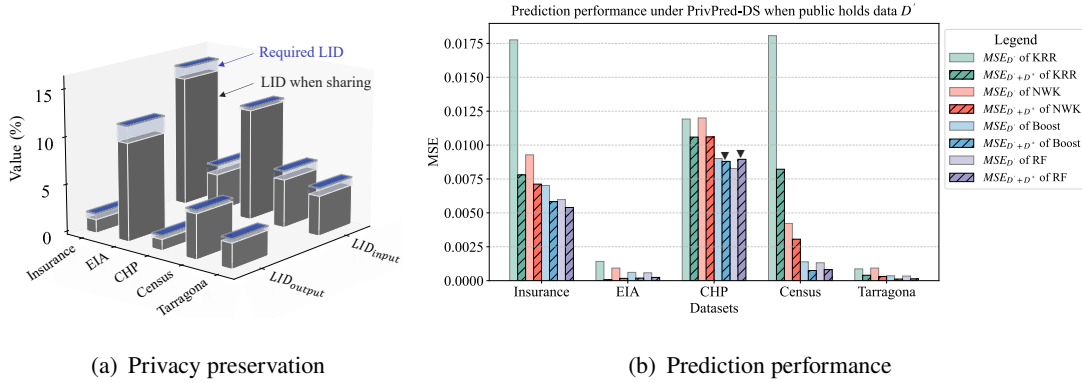 Required LID
LID when sharing
Value (%)
15
10
5
0
Insurance
EIA
CHP
Census
Tarragona
LID_output
LID_input
(a) Privacy preservation
Prediction performance under PrivPred-DS when public holds data D′
MSE
0.0175
0.0150
0.0125
0.0100
0.0075
0.0050
0.0025
0.0000
Insurance EIA CHP Census Tarragona
Datasets
Legend
MSE_D′ of KRR
MSE_D′+D* of KRR
MSE_D′ of NWK
MSE_D′+D* of NWK
MSE_D′ of Boost
MSE_D′+D* of Boost
MSE_D′ of RF
MSE_D′+D* of RF
(b) Prediction performance